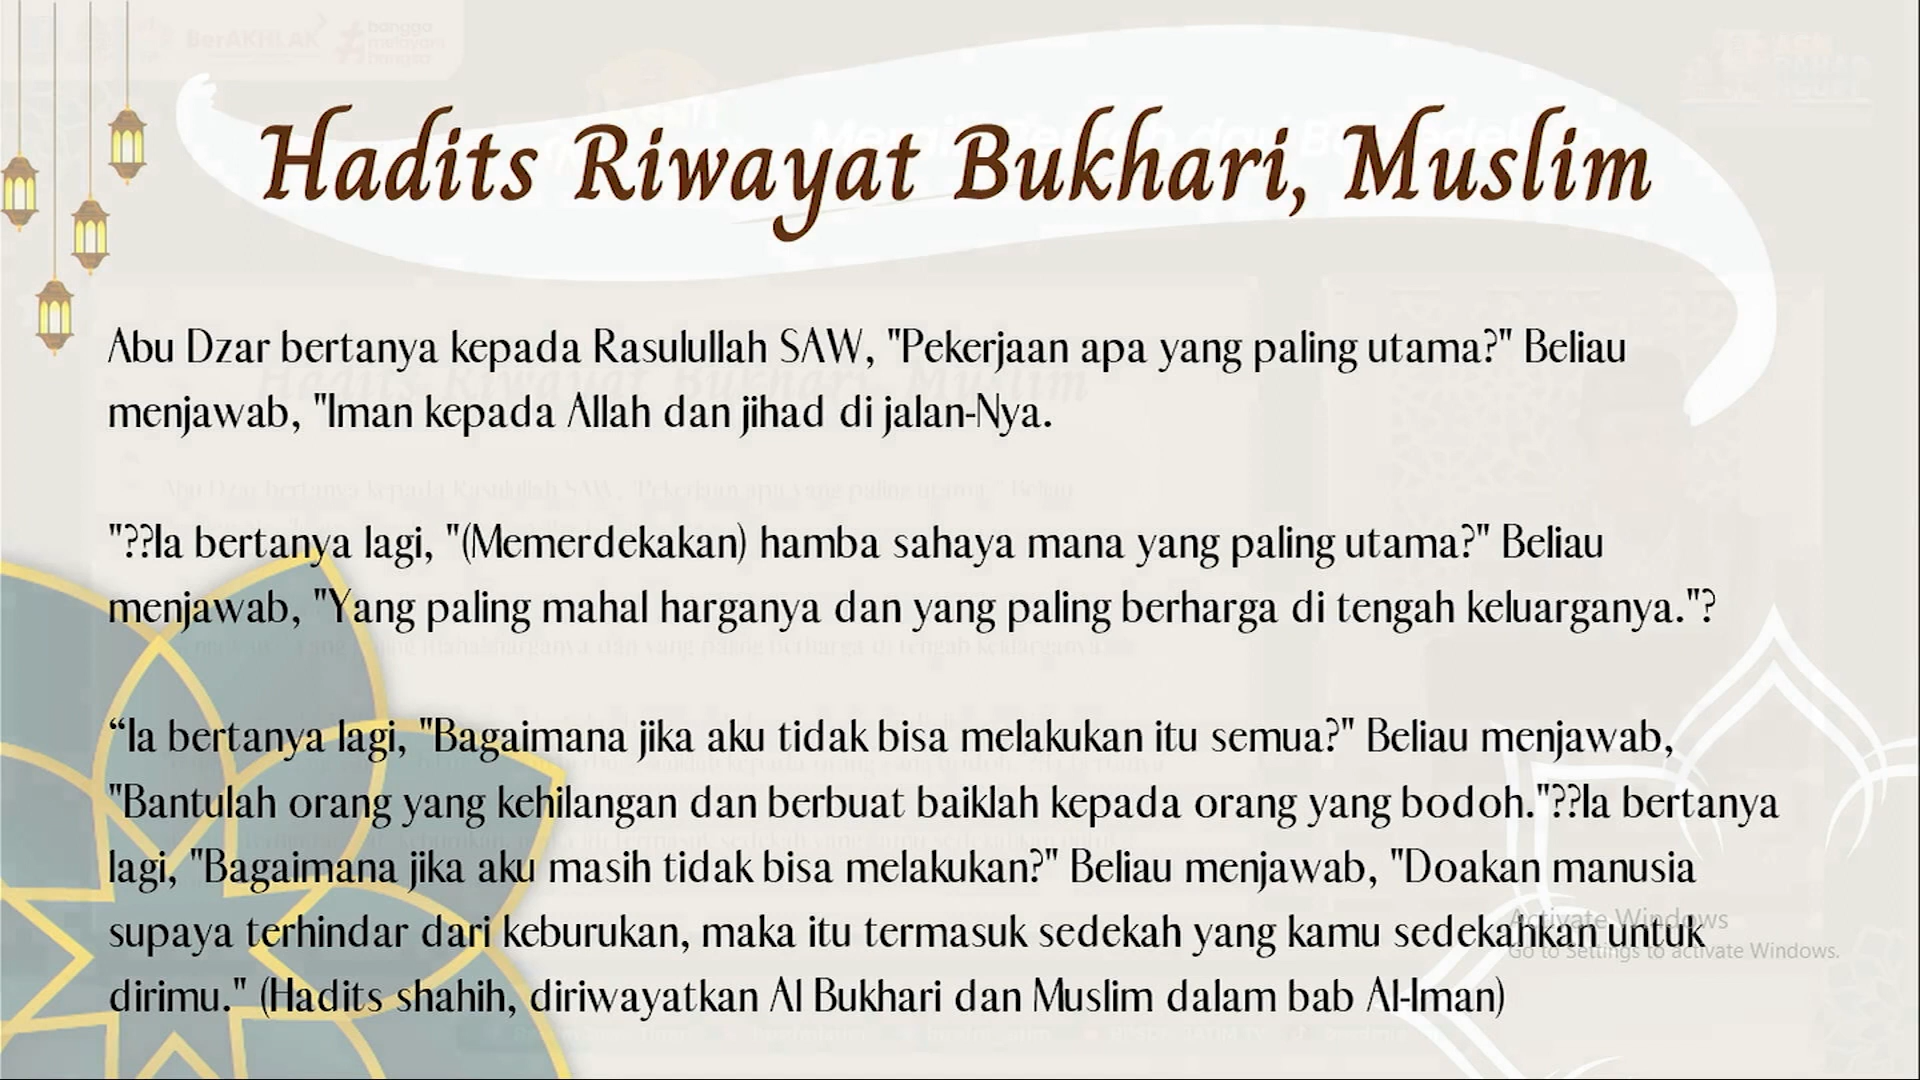 BerAKHLAK
bangga
melayani
bangsa
Hadits Riwayat Bukhari, Muslim
Abu Dzar bertanya kepada Rasulullah SAW, "Pekerjaan apa yang paling utama?" Beliau
menjawab, "Iman kepada Allah dan jihad di jalan-Nya.
"??Ia bertanya lagi, "(Memerdekakan) hamba sahaya mana yang paling utama?" Beliau
menjawab, "Yang paling mahal harganya dan yang paling berharga di tengah keluarganya."?
“Ia bertanya lagi, "Bagaimana jika aku tidak bisa melakukan itu semua?" Beliau menjawab,
"Bantulah orang yang kehilangan dan berbuat baiklah kepada orang yang bodoh."??Ia bertanya
lagi, "Bagaimana jika aku masih tidak bisa melakukan?" Beliau menjawab, "Doakan manusia
supaya terhindar dari keburukan, maka itu termasuk sedekah yang kamu sedekahkan untuk
dirimu." (Hadits shahih, diriwayatkan Al Bukhari dan Muslim dalam bab Al-Iman)
Activate Windows
Go to Settings to activate Windows.